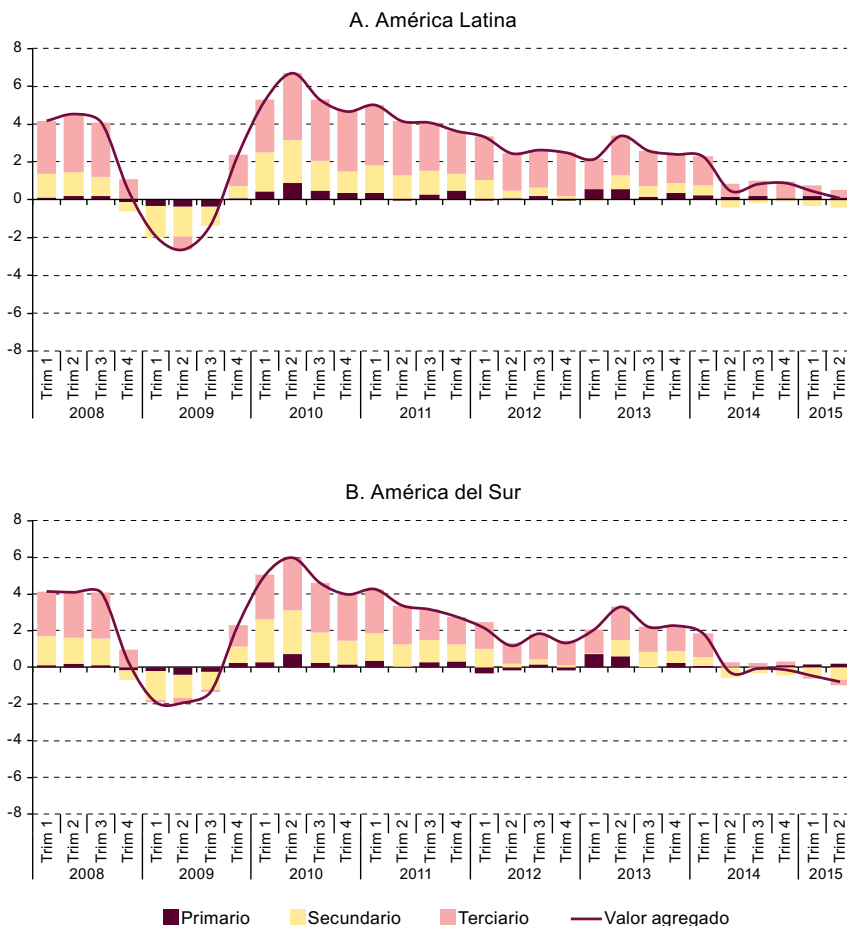 A. América Latina
8
6
4
2
0
-2
-4
-6
-8
Trim 1 Trim 2 Trim 3 Trim 4 Trim 1 Trim 2 Trim 3 Trim 4 Trim 1 Trim 2 Trim 3 Trim 4 Trim 1 Trim 2 Trim 3 Trim 4 Trim 1 Trim 2 Trim 3 Trim 4 Trim 1 Trim 2 Trim 3 Trim 4 Trim 1 Trim 2 Trim 3 Trim 4 Trim 1 Trim 2
2008 2009 2010 2011 2012 2013 2014 2015
B. América del Sur
8
6
4
2
0
-2
-4
-6
-8
Trim 1 Trim 2 Trim 3 Trim 4 Trim 1 Trim 2 Trim 3 Trim 4 Trim 1 Trim 2 Trim 3 Trim 4 Trim 1 Trim 2 Trim 3 Trim 4 Trim 1 Trim 2 Trim 3 Trim 4 Trim 1 Trim 2 Trim 3 Trim 4 Trim 1 Trim 2 Trim 3 Trim 4 Trim 1 Trim 2
2008 2009 2010 2011 2012 2013 2014 2015
Primario Secundario Terciario Valor agregado